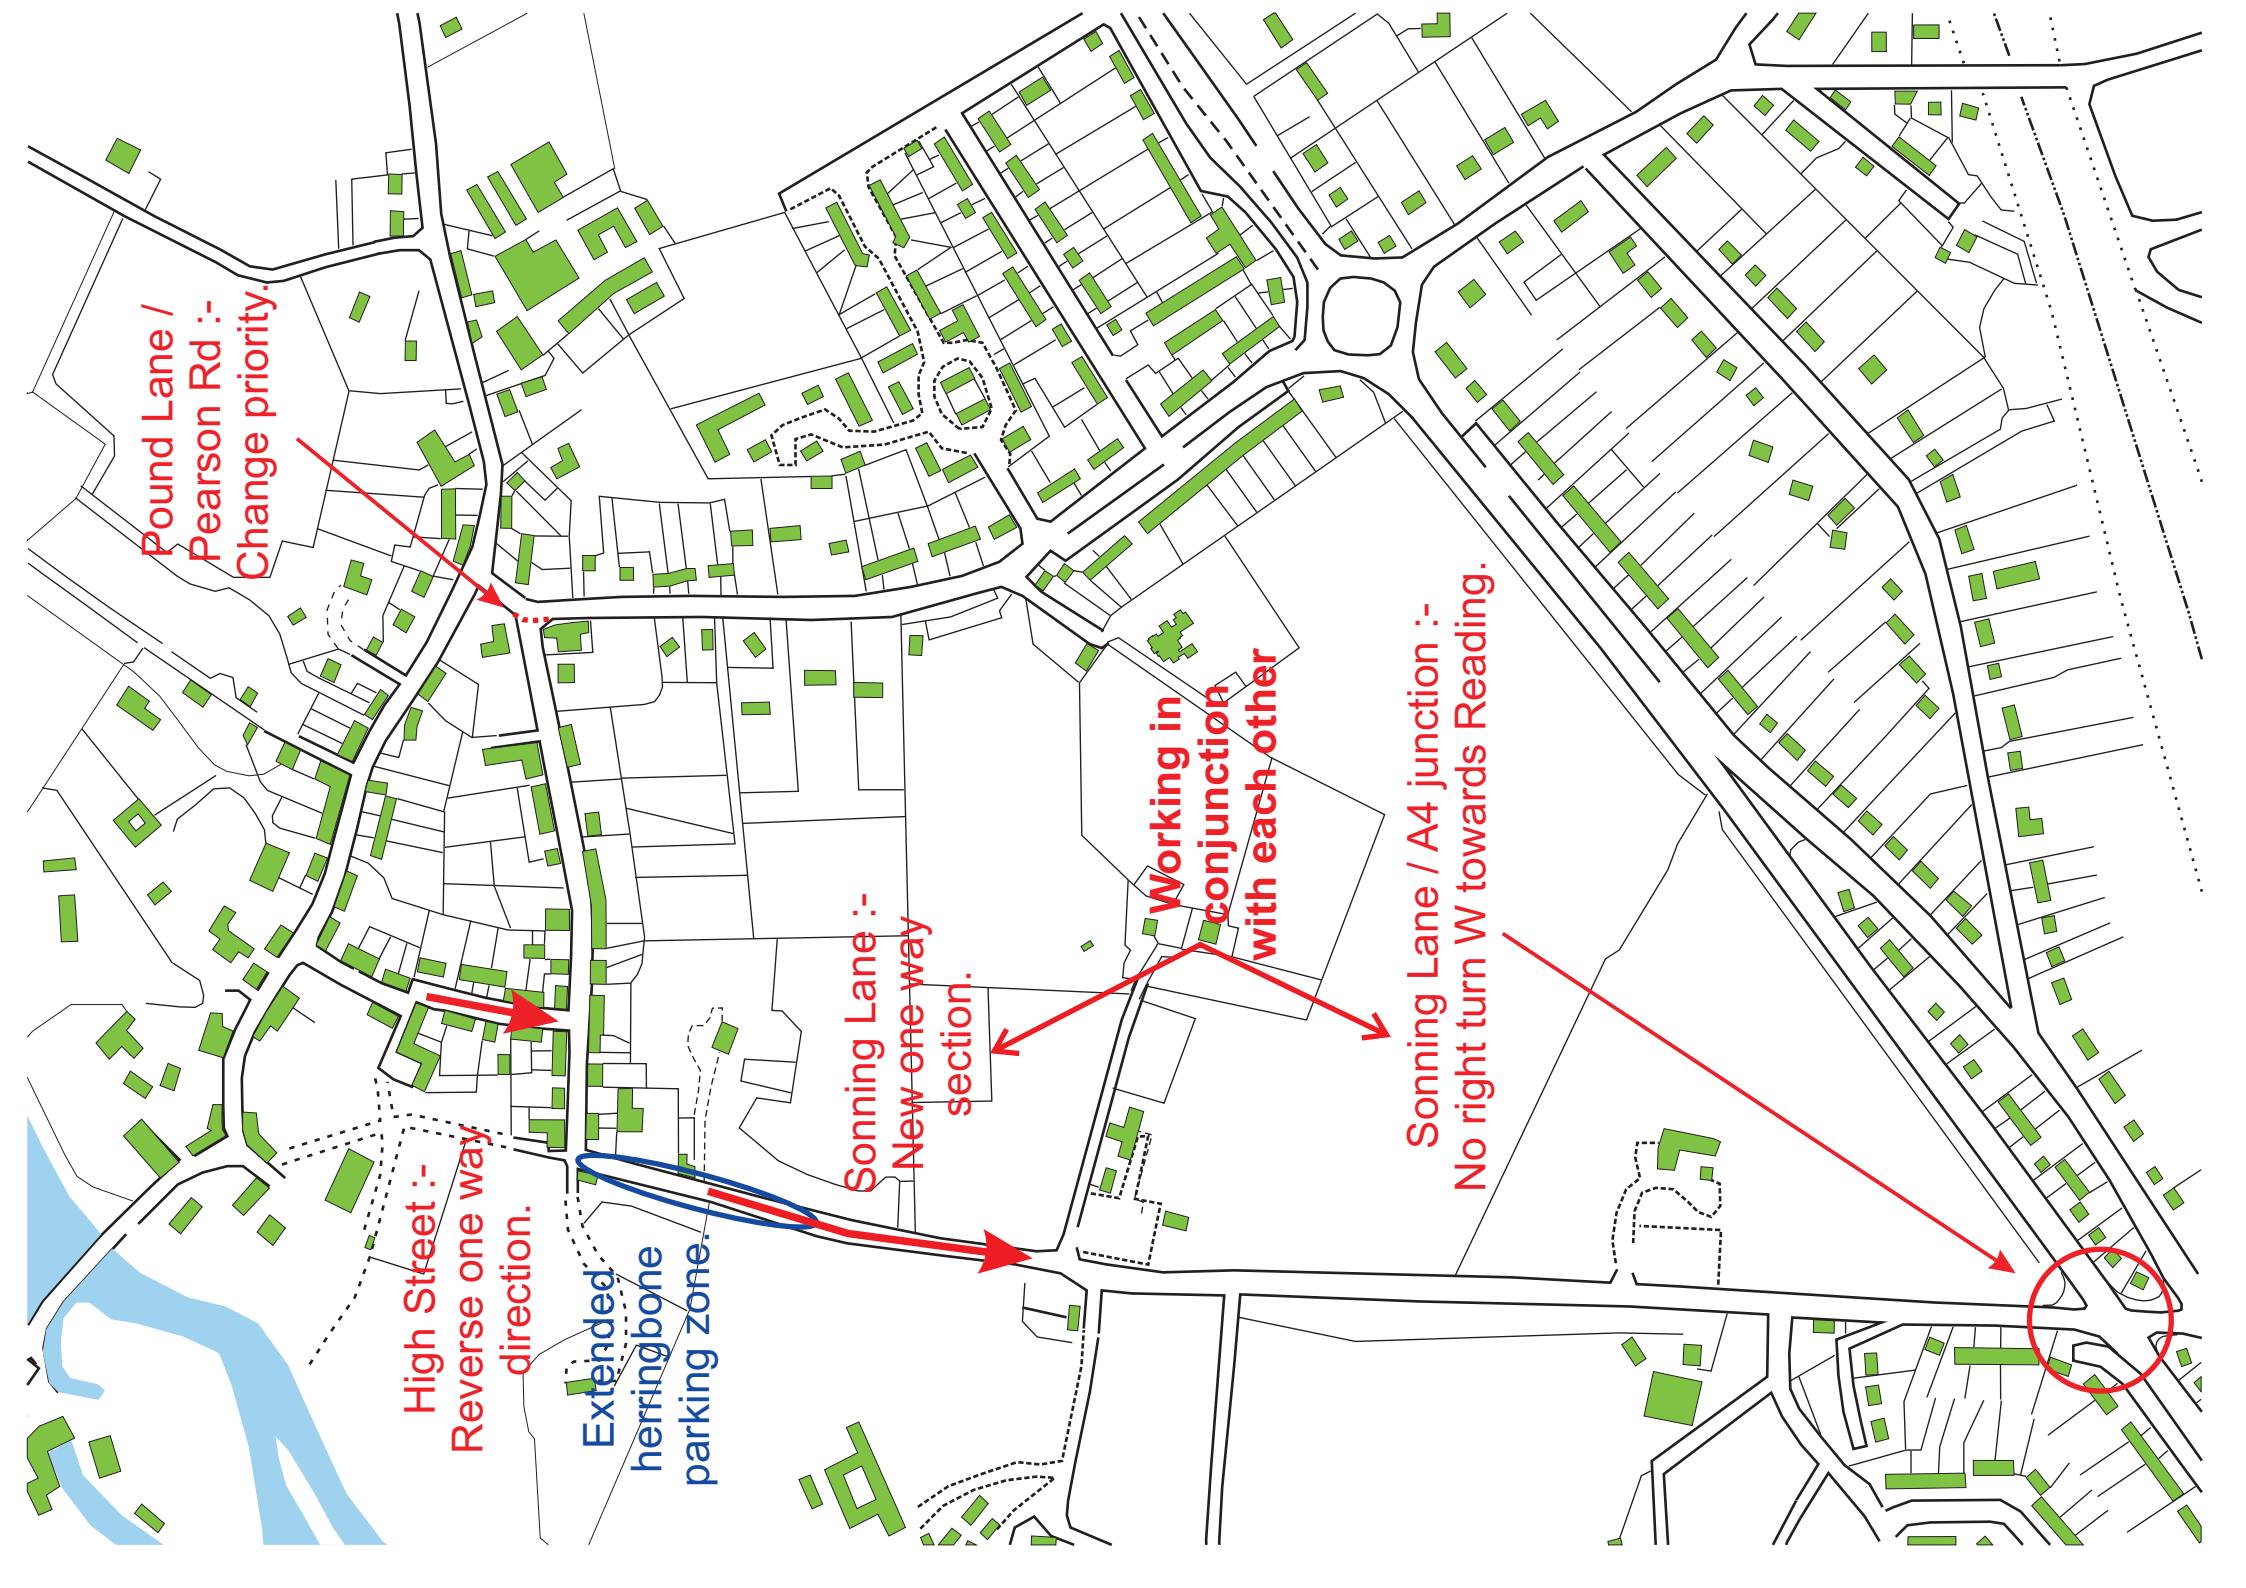 Pound Lane /
Pearson Rd :-
Change priority.
High Street :-
Reverse one way
direction.
Extended
herringbone
parking zone.
Sonning Lane :-
New one way
section.
Working in
conjunction
with each other
Sonning Lane / A4 junction :-
No right turn W towards Reading.